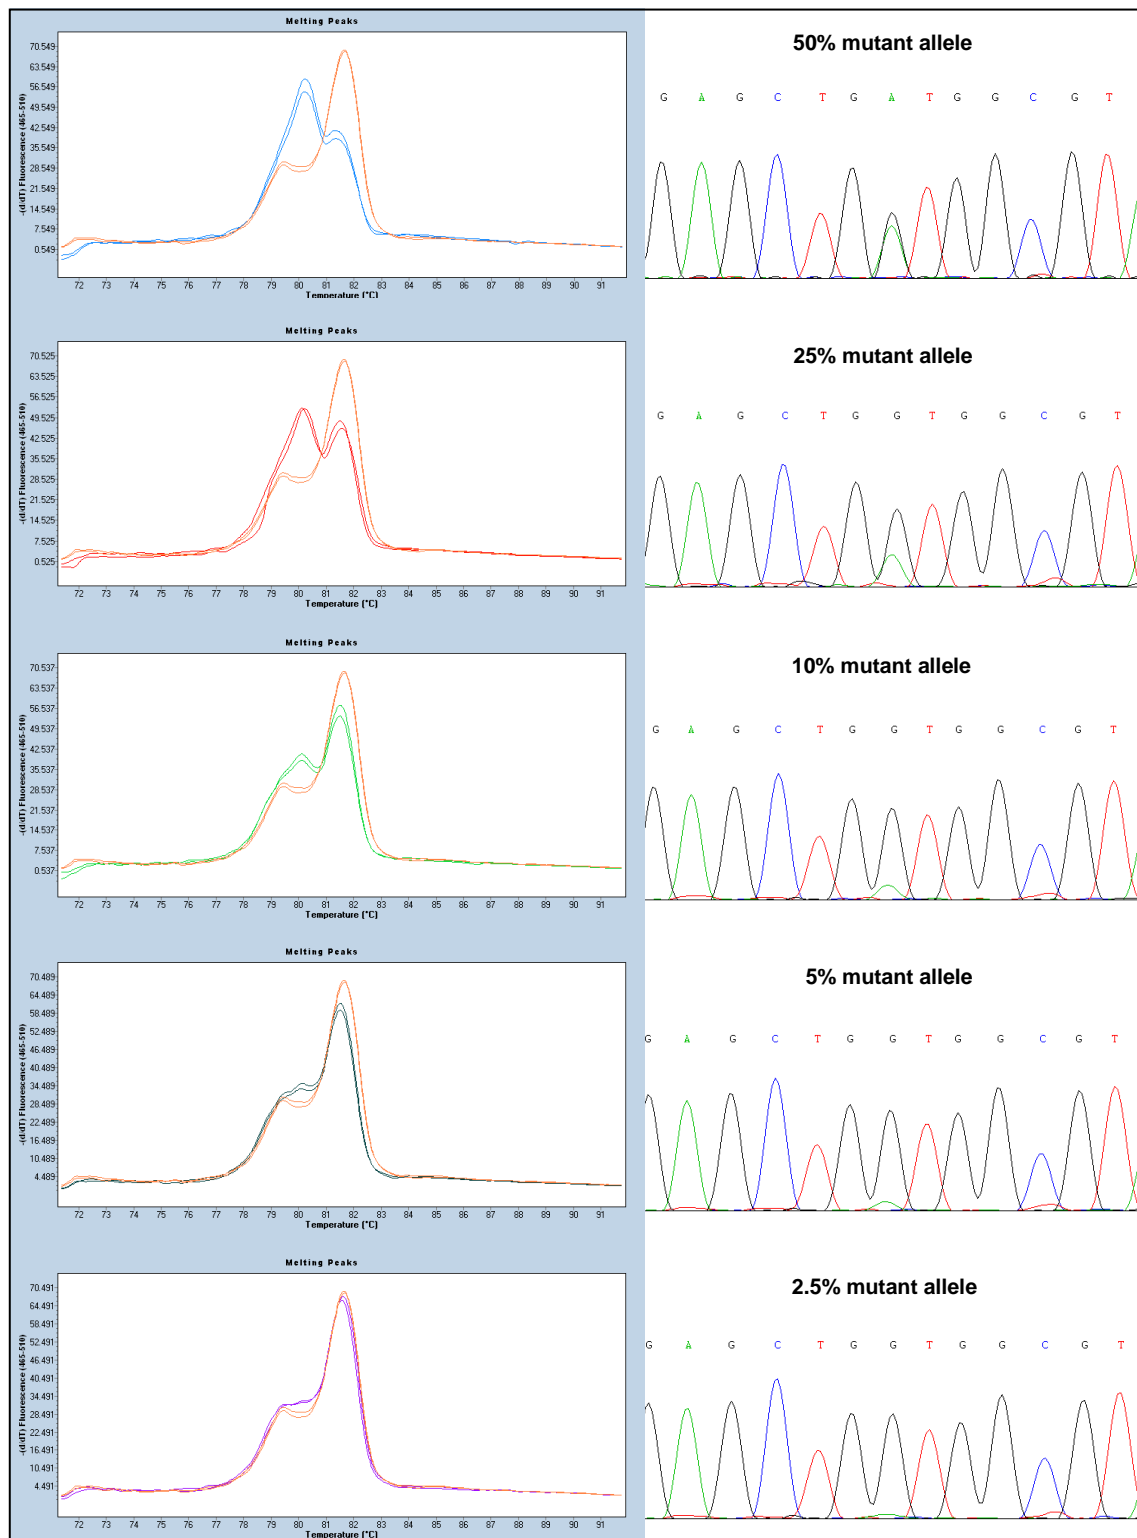 Melting Peaks
-(d/dT) Fluorescence (465-510)
70.549
63.549
56.549
49.549
42.549
35.549
28.549
21.549
14.549
7.549
0.549
72 73 74 75 76 77 78 79 80 81 82 83 84 85 86 87 88 89 90 91
Temperature (°C)
50% mutant allele
G A G C T G A T G G C G T
Melting Peaks
-(d/dT) Fluorescence (465-510)
70.525
63.525
56.525
49.525
42.525
35.525
28.525
21.525
14.525
7.525
0.525
72 73 74 75 76 77 78 79 80 81 82 83 84 85 86 87 88 89 90 91
Temperature (°C)
25% mutant allele
G A G C T G G T G G C G T
Melting Peaks
-(d/dT) Fluorescence (465-510)
70.537
63.537
56.537
49.537
42.537
35.537
28.537
21.537
14.537
7.537
0.537
72 73 74 75 76 77 78 79 80 81 82 83 84 85 86 87 88 89 90 91
Temperature (°C)
10% mutant allele
G A G C T G G T G G C G T
Melting Peaks
-(d/dT) Fluorescence (465-510)
70.489
64.489
58.489
52.489
46.489
40.489
34.489
28.489
22.489
16.489
10.489
4.489
72 73 74 75 76 77 78 79 80 81 82 83 84 85 86 87 88 89 90 91
Temperature (°C)
5% mutant allele
G A G C T G G T G G C G T
Melting Peaks
-(d/dT) Fluorescence (465-510)
70.491
64.491
58.491
52.491
46.491
40.491
34.491
28.491
22.491
16.491
10.491
4.491
72 73 74 75 76 77 78 79 80 81 82 83 84 85 86 87 88 89 90 91
Temperature (°C)
2.5% mutant allele
G A G C T G G T G G C G T